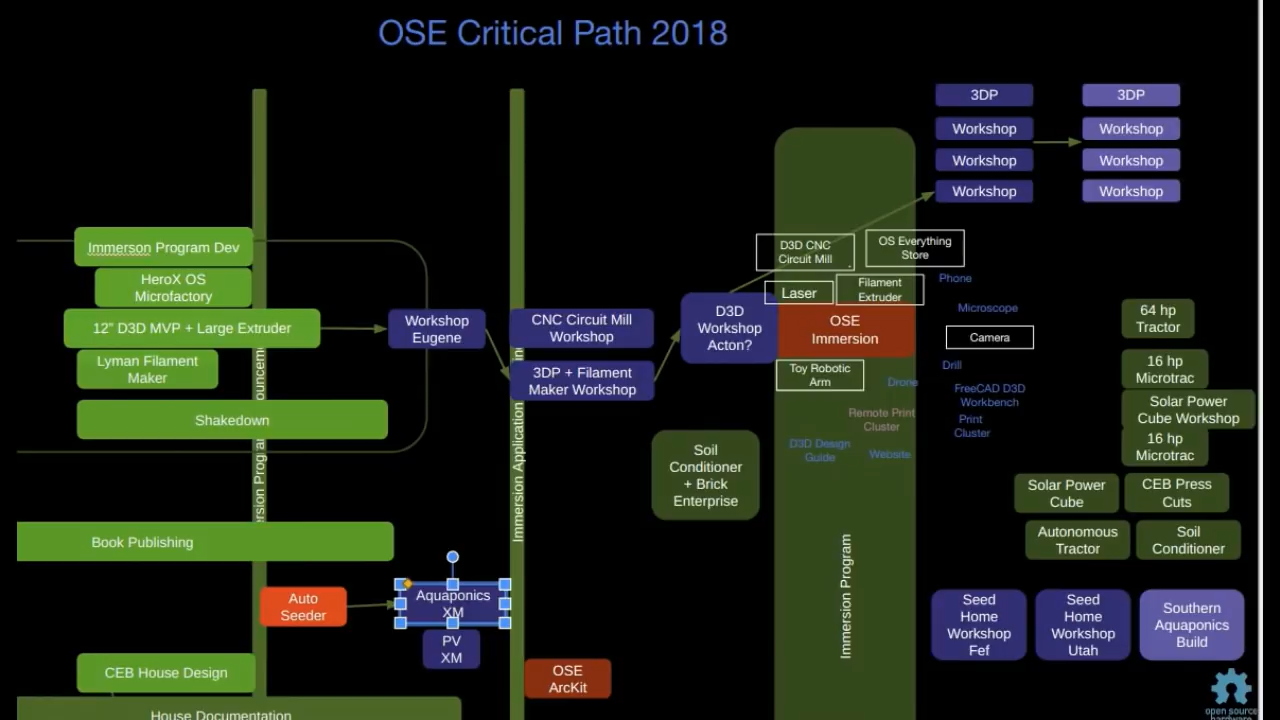 OSE Critical Path 2018
3DP
3DP
Workshop
Workshop
Workshop
Workshop
Workshop
Workshop
Immerson Program Dev
HeroX OS
Microfactory
12" D3D MVP + Large Extruder
Lyman Filament
Maker
Shakedown
Workshop
Eugene
CNC Circuit Mill
Workshop
3DP + Filament
Maker Workshop
D3D
Workshop
Acton?
D3D CNC
Circuit Mill
OS Everything
Store
Laser
Filament
Extruder
OSE
Immersion
Toy Robotic
Arm
Phone
Microscope
Camera
Drill
Drone
FreeCAD D3D
Workbench
Print
Cluster
Remote Print
Cluster
D3D Design
Guide
Website
64 hp
Tractor
16 hp
Microtrac
Solar Power
Cube Workshop
16 hp
Microtrac
Soil
Conditioner
+ Brick
Enterprise
Solar Power
Cube
CEB Press
Cuts
Autonomous
Tractor
Soil
Conditioner
Immersion Application
Immersion Program
Book Publishing
Auto
Seeder
Aquaponics
XM
PV
XM
Seed
Home
Workshop
Fef
Seed
Home
Workshop
Utah
Southern
Aquaponics
Build
CEB House Design
OSE
ArcKit
House Documentation
open source
hardware